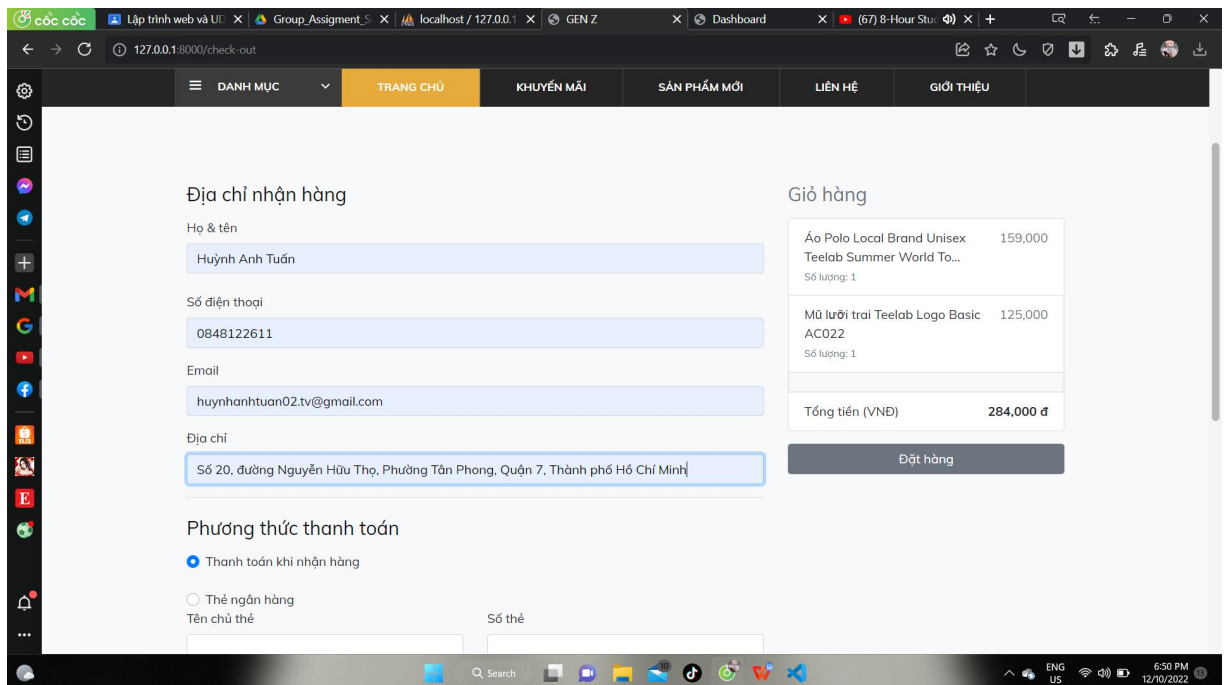 cốc cốc
Lập trình web và UD
Group_Assigment_S
localhost / 127.0.0.1
GEN Z
Dashboard
(67) 8-Hour Stud
127.0.0.1:8000/check-out
DANH MỤC
TRANG CHỦ
KHUYẾN MÃI
SẢN PHẨM MỚI
LIÊN HỆ
GIỚI THIỆU
Địa chỉ nhận hàng
Họ & tên
Huỳnh Anh Tuấn
Số điện thoại
0848122611
Email
huynhanhtuan02.tv@gmail.com
Địa chỉ
Số 20, đường Nguyễn Hữu Thọ, Phường Tân Phong, Quận 7, Thành phố Hồ Chí Minh
Phương thức thanh toán
Thanh toán khi nhận hàng
Thẻ ngân hàng
Tên chủ thẻ
Số thẻ
Giỏ hàng
Áo Polo Local Brand Unisex 159,000
Teelab Summer World To...
Số lượng: 1
Mũ lưỡi trai Teelab Logo Basic 125,000
AC022
Số lượng: 1
Tổng tiền (VNĐ) 284,000 đ
Đặt hàng
Search
10
ENG
US
6:50 PM
12/10/2022
13